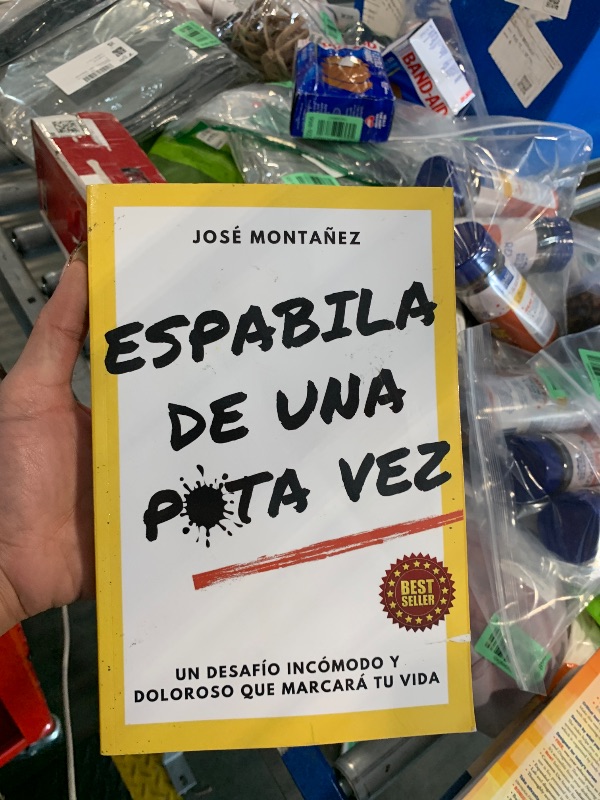 BAND-AID
JOSÉ MONTAÑEZ
ESPABILA
DE UNA
P TA VEZ
BEST
SELLER
UN DESAFÍO INCÓMODO Y
DOLOROSO QUE MARCARÁ TU VIDA